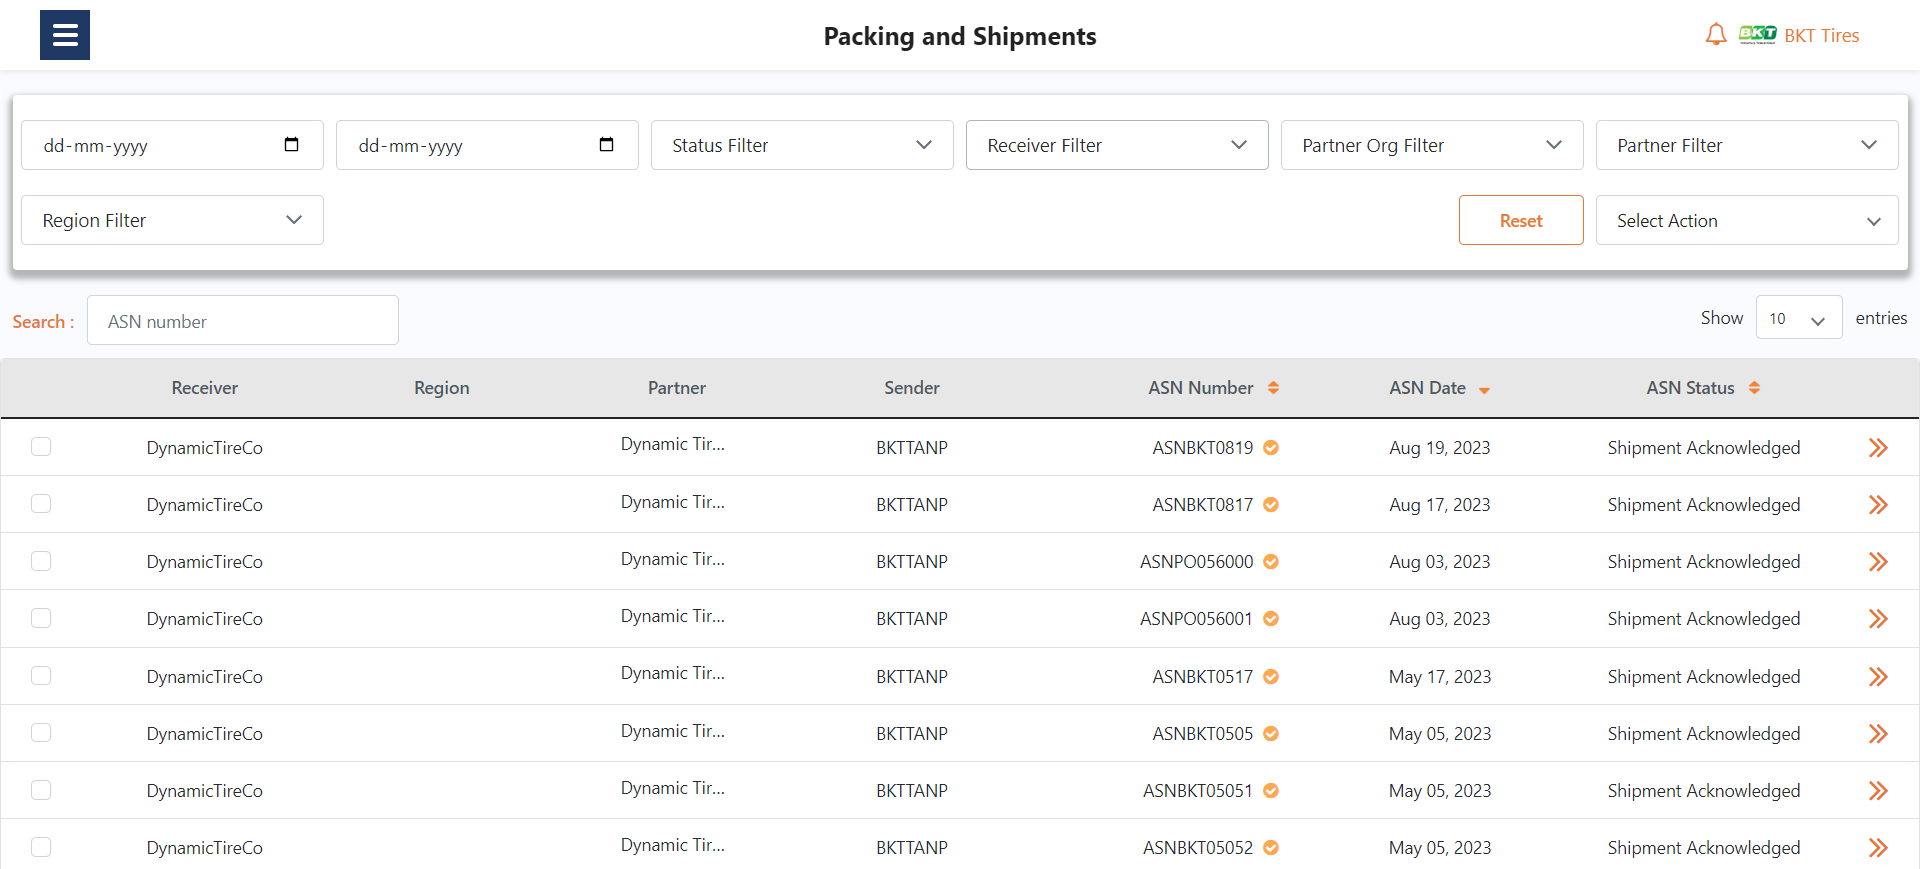 Packing and Shipments
BKT
BKT Tires
dd-mm-yyyy dd-mm-yyyy Status Filter Receiver Filter Partner Org Filter Partner Filter
Region Filter Reset Select Action
Search : ASN number Show 10 entries
Receiver Region Partner Sender ASN Number ASN Date ASN Status
DynamicTireCo Dynamic Tir... BKTTANP ASNBKT0819 Aug 19, 2023 Shipment Acknowledged
DynamicTireCo Dynamic Tir... BKTTANP ASNBKT0817 Aug 17, 2023 Shipment Acknowledged
DynamicTireCo Dynamic Tir... BKTTANP ASNPO056000 Aug 03, 2023 Shipment Acknowledged
DynamicTireCo Dynamic Tir... BKTTANP ASNPO056001 Aug 03, 2023 Shipment Acknowledged
DynamicTireCo Dynamic Tir... BKTTANP ASNBKT0517 May 17, 2023 Shipment Acknowledged
DynamicTireCo Dynamic Tir... BKTTANP ASNBKT0505 May 05, 2023 Shipment Acknowledged
DynamicTireCo Dynamic Tir... BKTTANP ASNBKT05051 May 05, 2023 Shipment Acknowledged
DynamicTireCo Dynamic Tir... BKTTANP ASNBKT05052 May 05, 2023 Shipment Acknowledged